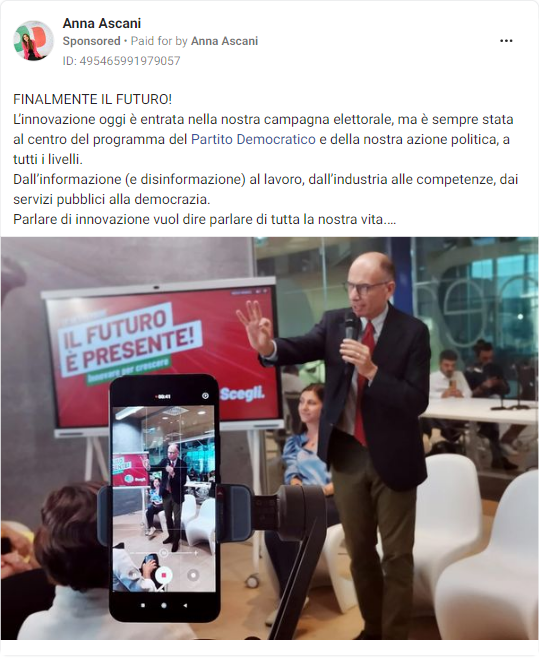 Anna Ascani
Sponsored • Paid for by Anna Ascani
ID: 495465991979057
FINALMENTE IL FUTURO!
L'innovazione oggi è entrata nella nostra campagna elettorale, ma è sempre stata
al centro del programma del Partito Democratico e della nostra azione politica, a
tutti i livelli.
Dall'informazione (e disinformazione) al lavoro, dall'industria alle competenze, dai
servizi pubblici alla democrazia.
Parlare di innovazione vuol dire parlare di tutta la nostra vita....
IL FUTURO
È PRESENTE!
Innovare per crescere
Scegli.